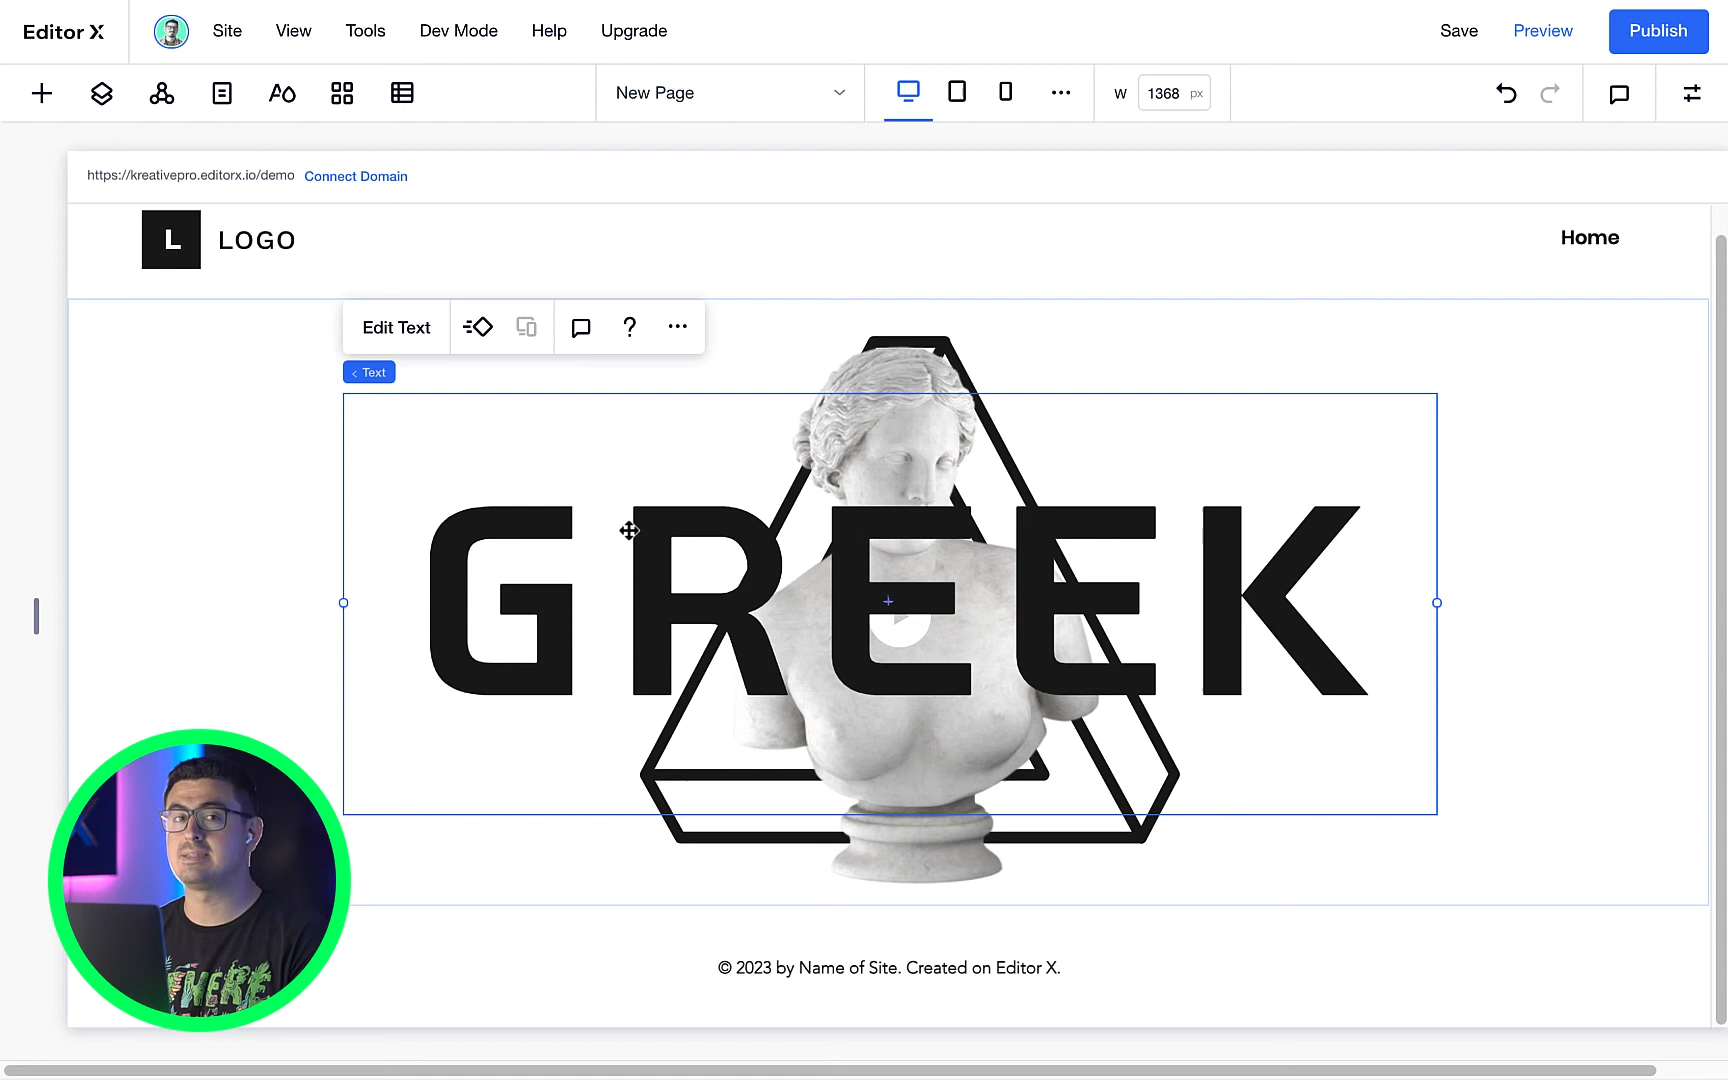 Editor X
Site
View
Tools
Dev Mode
Help
Upgrade
Save
Preview
Publish
New Page
W
1368 px
https://kreativepro.editorx.io/demo
Connect Domain
L
LOGO
Home
Edit Text
?
< Text
GREEK
© 2023 by Name of Site. Created on Editor X.